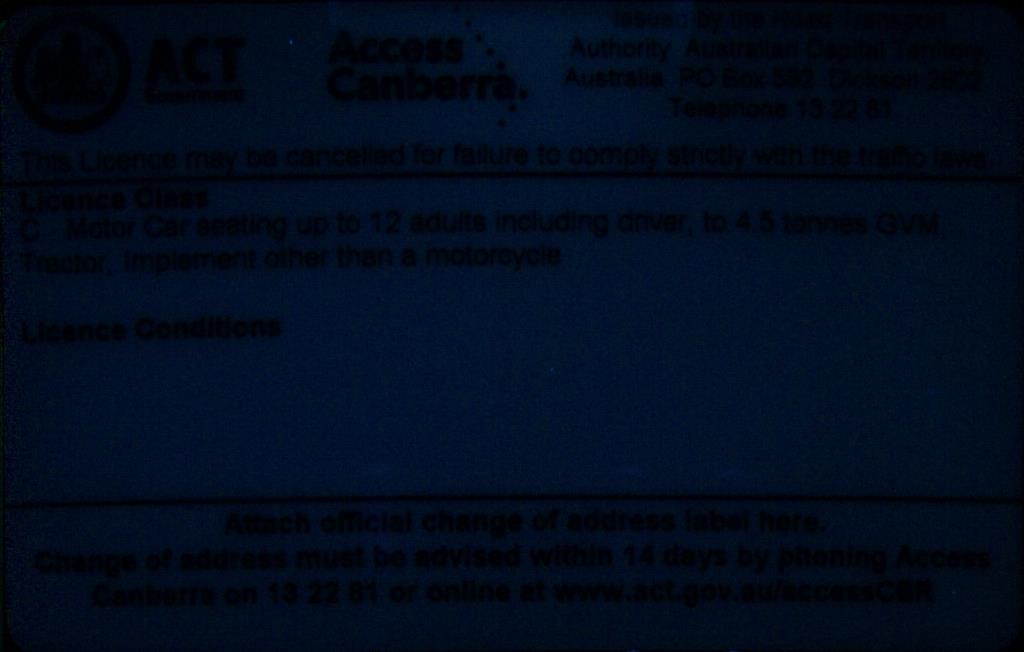 ACT
Government
Access
Canberra.
Issued by the Road Transport
Authority Australian Capital Territory,
Australia PO Box 582 Dickson 2602
Telephone 13 22 81
This Licence may be cancelled for failure to comply strictly with the traffic laws
Licence Class
C Motor Car seating up to 12 adults including driver, to 4.5 tonnes GVM,
Tractor, Implement other than a motorcycle
Licence Conditions
Attach official change of address label here.
Change of address must be advised within 14 days by phoning Access
Canberra on 13 22 81 or online at www.act.gov.au/accessCBR